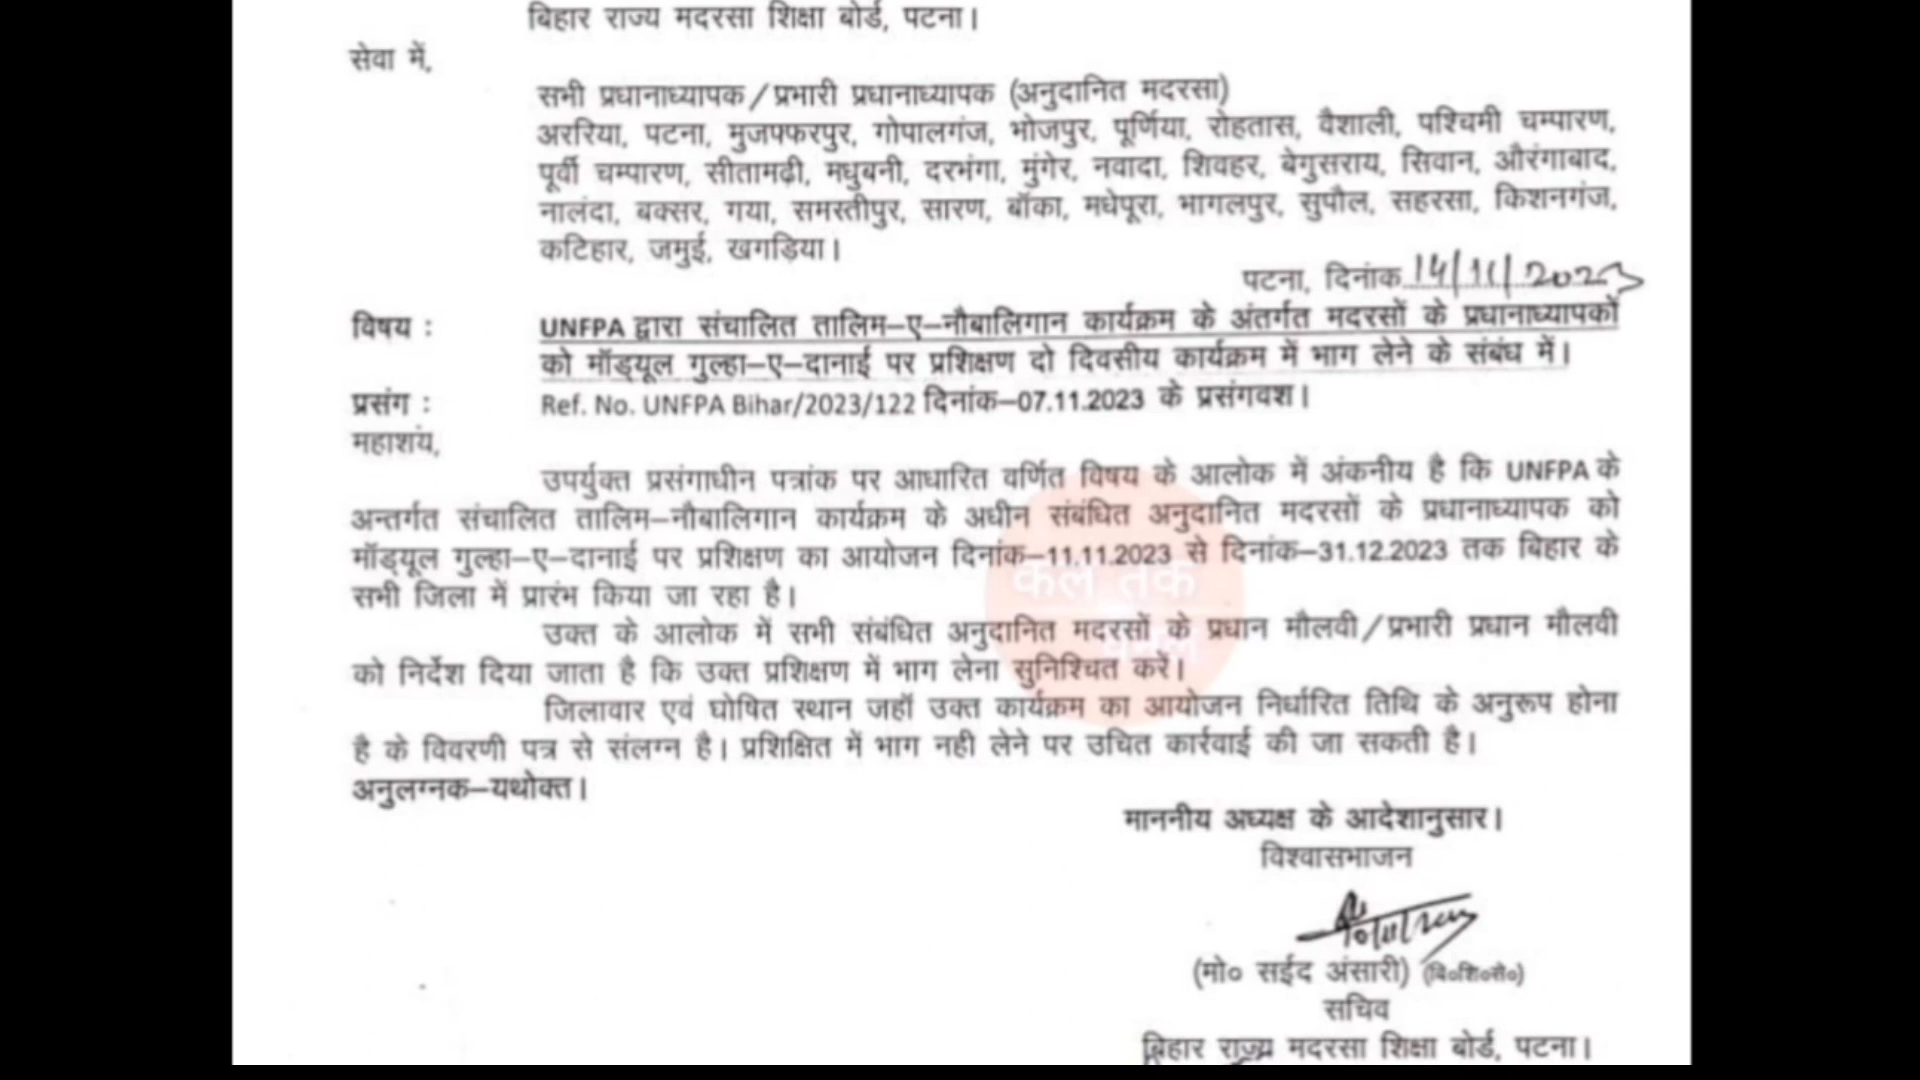 बिहार राज्य मदरसा शिक्षा बोर्ड, पटना।
सेवा में,
सभी प्रधानाध्यापक/प्रभारी प्रधानाध्यापक (अनुदानित मदरसा)
अररिया, पटना, मुजफ्फरपुर, गोपालगंज, भोजपुर, पूर्णिया, रोहतास, वैशाली, पश्चिमी चम्पारण,
पूर्वी चम्पारण, सीतामढ़ी, मधुबनी, दरभंगा, मुंगेर, नवादा, शिवहर, बेगुसराय, सिवान, औरंगाबाद,
नालंदा, बक्सर, गया, समस्तीपुर, सारण, बाँका, मधेपूरा, भागलपुर, सुपौल, सहरसा, किशनगंज,
कटिहार, जमुई, खगड़िया।
पटना, दिनांक 14/11/2023
विषय : UNFPA द्वारा संचालित तालिम–ए–नौबालिगान कार्यक्रम के अंतर्गत मदरसों के प्रधानाध्यापकों
को मॉड्यूल गुल्हा–ए–दानाई पर प्रशिक्षण दो दिवसीय कार्यक्रम में भाग लेने के संबंध में।
प्रसंग : Ref. No. UNFPA Bihar/2023/122 दिनांक–07.11.2023 के प्रसंगवश।
महाशय,
उपर्युक्त प्रसंगाधीन पत्रांक पर आधारित वर्णित विषय के आलोक में अंकनीय है कि UNFPA के
अन्तर्गत संचालित तालिम–नौबालिगान कार्यक्रम के अधीन संबंधित अनुदानित मदरसों के प्रधानाध्यापक को
मॉड्यूल गुल्हा–ए–दानाई पर प्रशिक्षण का आयोजन दिनांक–11.11.2023 से दिनांक–31.12.2023 तक बिहार के
सभी जिला में प्रारंभ किया जा रहा है।
उक्त के आलोक में सभी संबंधित अनुदानित मदरसों के प्रधान मौलवी/प्रभारी प्रधान मौलवी
को निर्देश दिया जाता है कि उक्त प्रशिक्षण में भाग लेना सुनिश्चित करें।
जिलावार एवं घोषित स्थान जहाँ उक्त कार्यक्रम का आयोजन निर्धारित तिथि के अनुरूप होना
है के विवरणी पत्र से संलग्न है। प्रशिक्षित में भाग नही लेने पर उचित कार्रवाई की जा सकती है।
अनुलग्नक–यथोक्त।
माननीय अध्यक्ष के आदेशानुसार।
विश्वासभाजन
(मो० सईद अंसारी) (बि०शि०से०)
सचिव
बिहार राज्य मदरसा शिक्षा बोर्ड, पटना।
कल तक